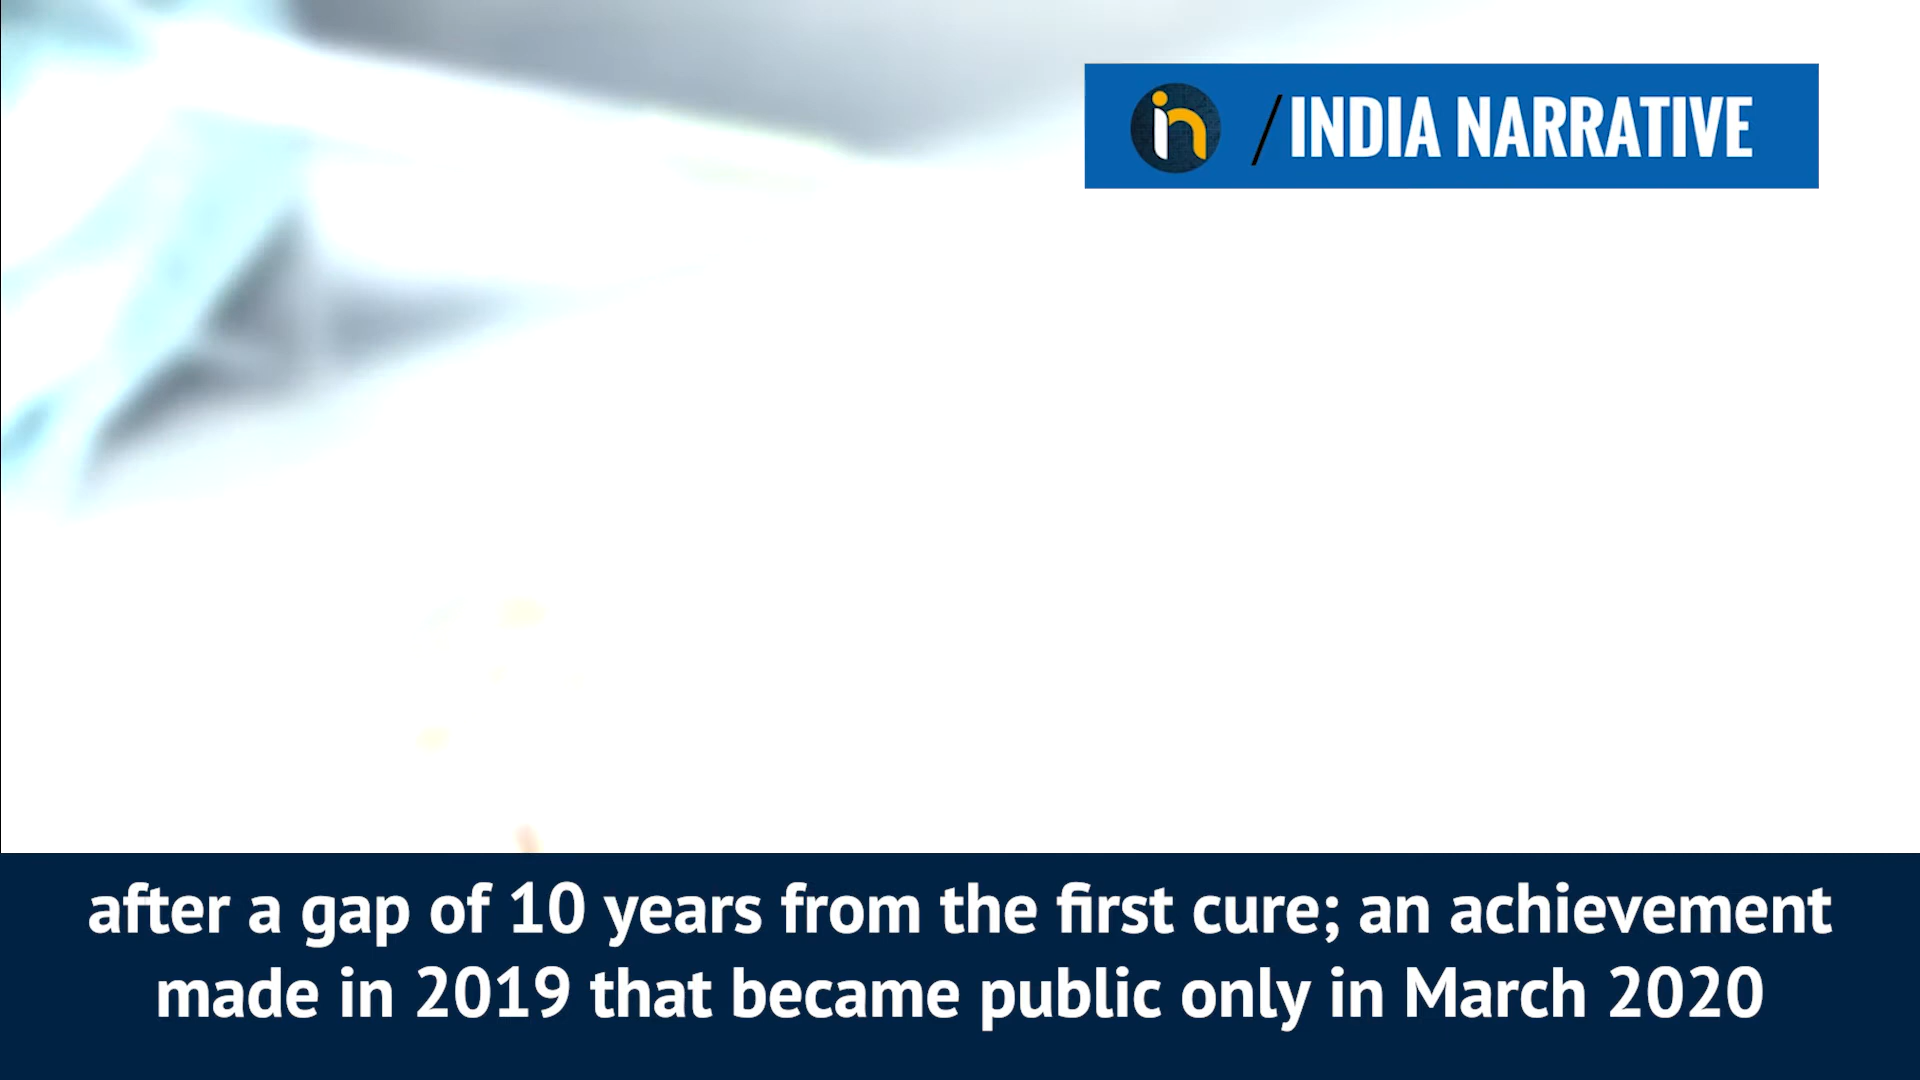 in / INDIA NARRATIVE
after a gap of 10 years from the first cure; an achievement
made in 2019 that became public only in March 2020